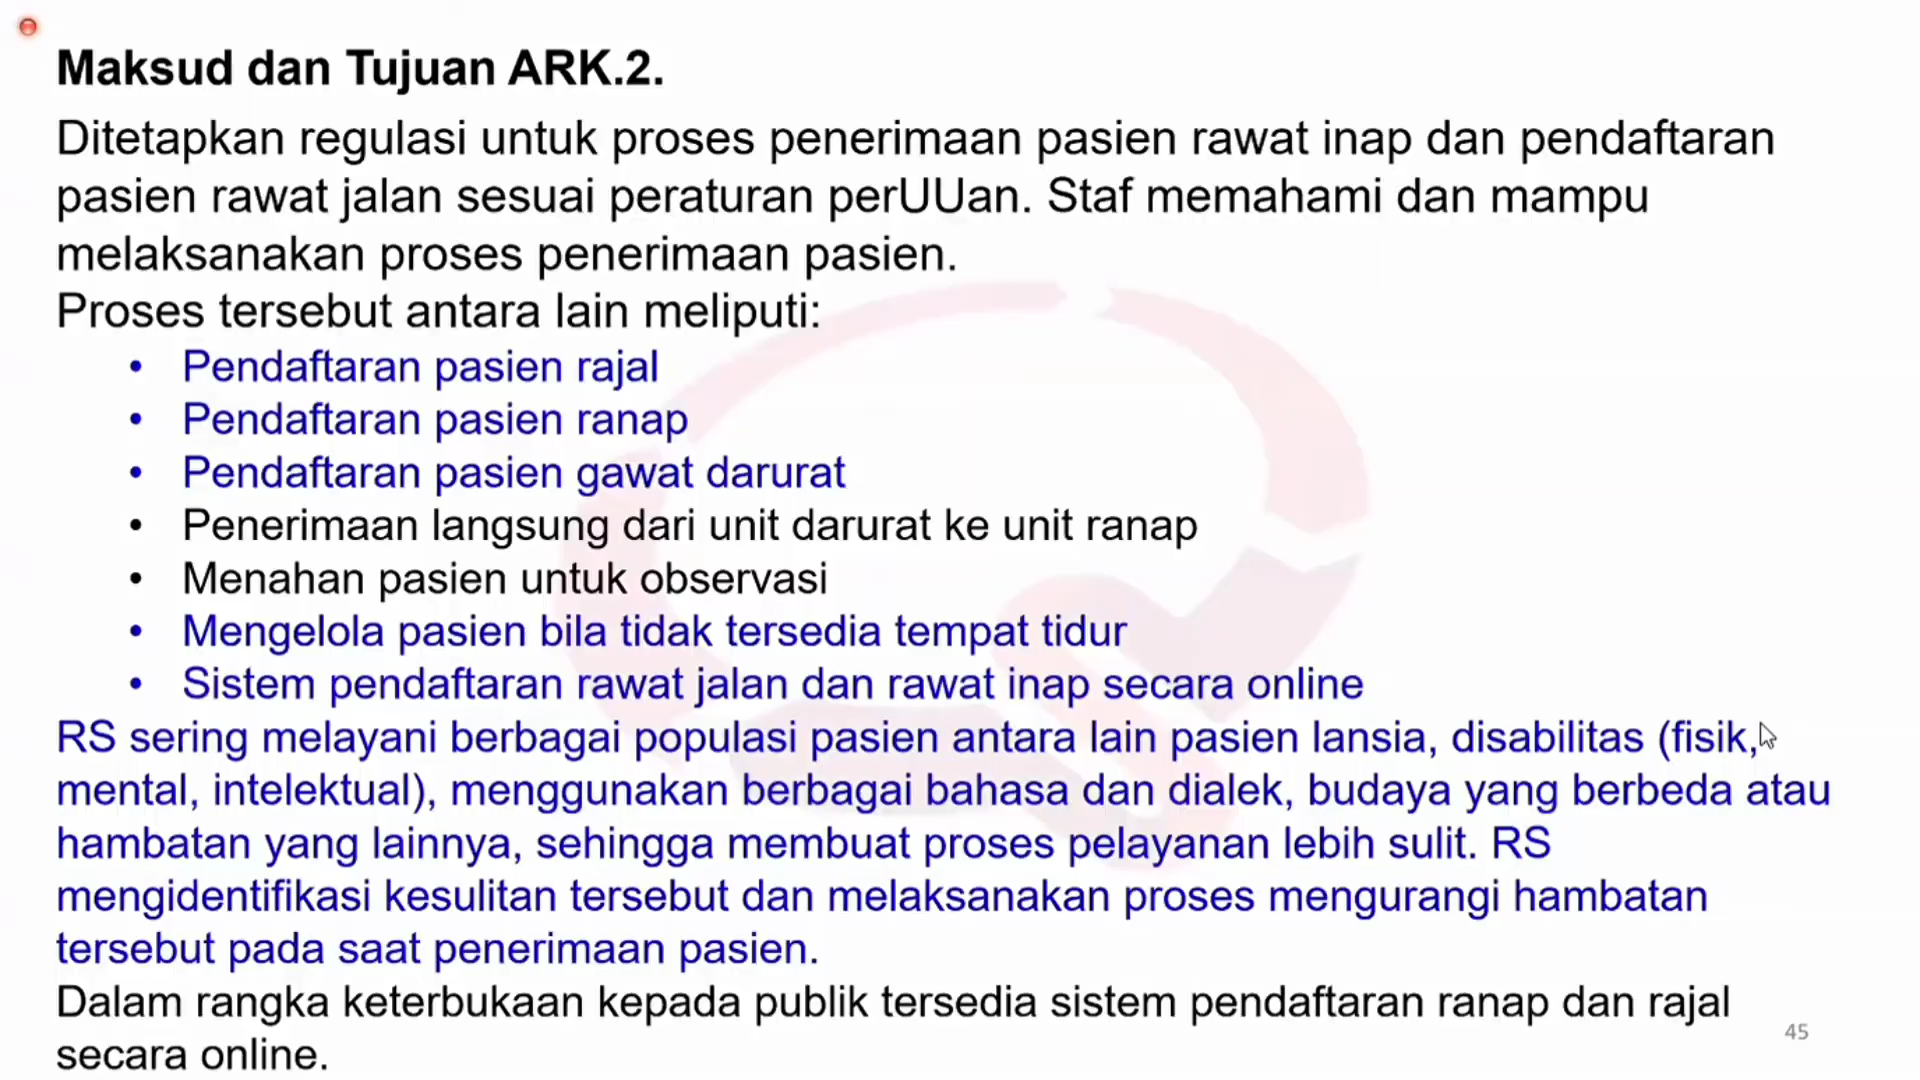 Maksud dan Tujuan ARK.2.
Ditetapkan regulasi untuk proses penerimaan pasien rawat inap dan pendaftaran
pasien rawat jalan sesuai peraturan perUUan. Staf memahami dan mampu
melaksanakan proses penerimaan pasien.
Proses tersebut antara lain meliputi:
• Pendaftaran pasien rajal
• Pendaftaran pasien ranap
• Pendaftaran pasien gawat darurat
• Penerimaan langsung dari unit darurat ke unit ranap
• Menahan pasien untuk observasi
• Mengelola pasien bila tidak tersedia tempat tidur
• Sistem pendaftaran rawat jalan dan rawat inap secara online
RS sering melayani berbagai populasi pasien antara lain pasien lansia, disabilitas (fisik,
mental, intelektual), menggunakan berbagai bahasa dan dialek, budaya yang berbeda atau
hambatan yang lainnya, sehingga membuat proses pelayanan lebih sulit. RS
mengidentifikasi kesulitan tersebut dan melaksanakan proses mengurangi hambatan
tersebut pada saat penerimaan pasien.
Dalam rangka keterbukaan kepada publik tersedia sistem pendaftaran ranap dan rajal
secara online.
45